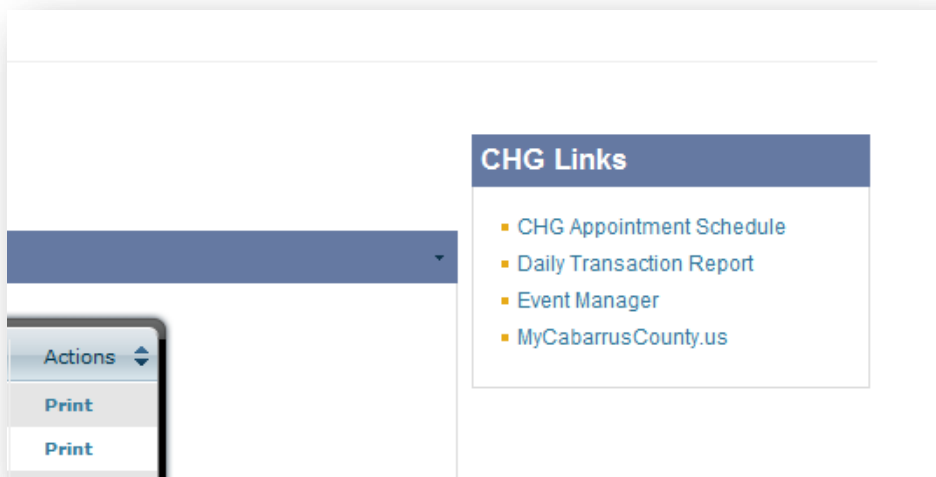 CHG Links
CHG Appointment Schedule
Daily Transaction Report
Event Manager
MyCabarrusCounty.us
Actions
Print
Print